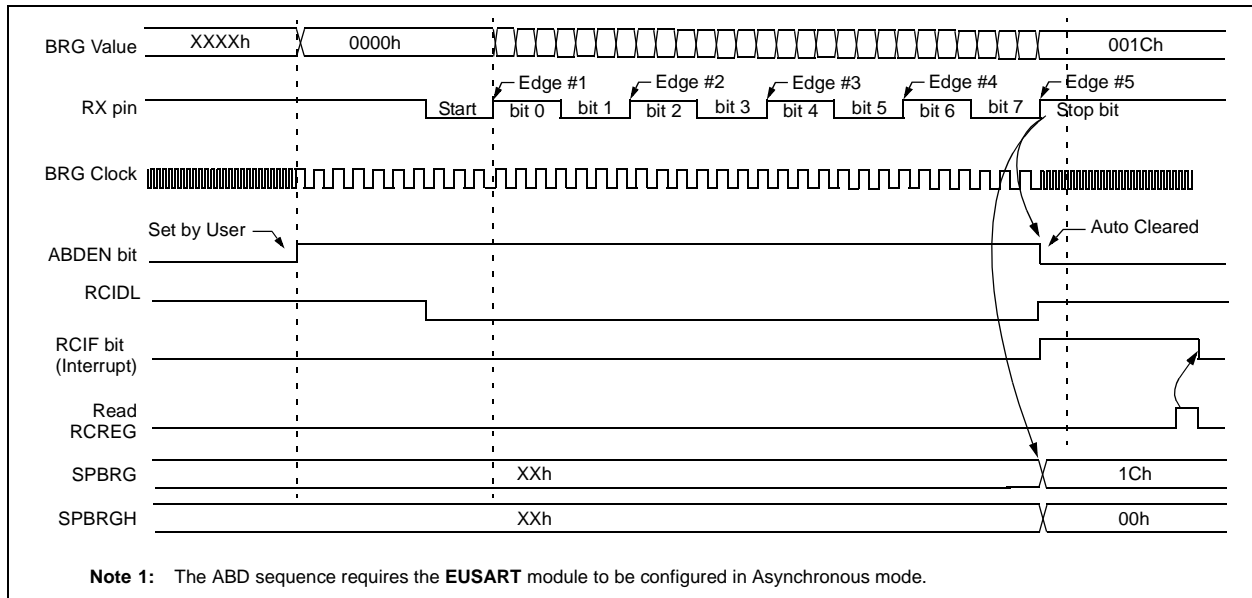 BRG Value XXXXh 0000h 001Ch
Edge #1 Edge #2 Edge #3 Edge #4 Edge #5
RX pin Start bit 0 bit 1 bit 2 bit 3 bit 4 bit 5 bit 6 bit 7 Stop bit
BRG Clock
Set by User Auto Cleared
ABDEN bit
RCIDL
RCIF bit
(Interrupt)
Read
RCREG
SPBRG XXh 1Ch
SPBRGH XXh 00h
Note 1: The ABD sequence requires the EUSART module to be configured in Asynchronous mode.